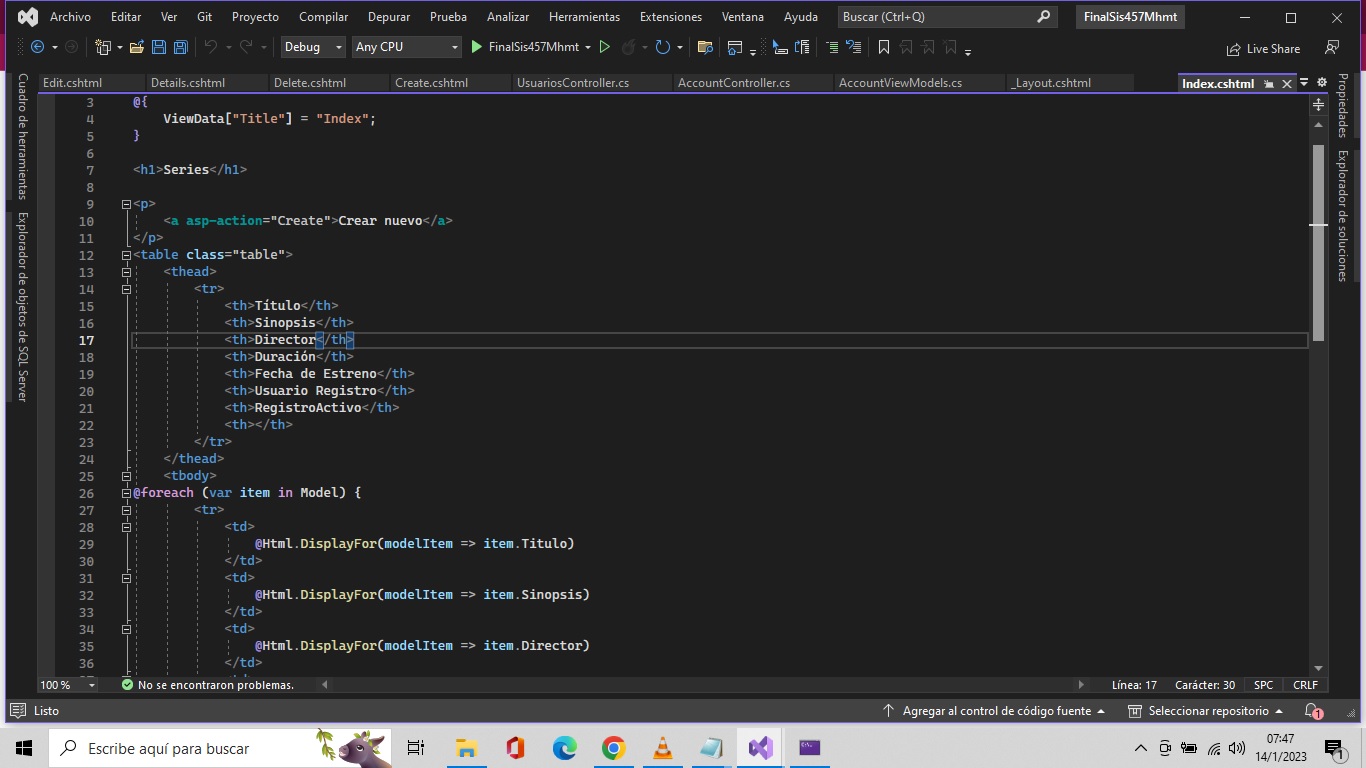 Archivo Editar Ver Git Proyecto Compilar Depurar Prueba Analizar Herramientas Extensiones Ventana Ayuda Buscar (Ctrl+Q) FinalSis457Mhmt
Debug Any CPU FinalSis457Mhmt Live Share
Edit.cshtml Details.cshtml Delete.cshtml Create.cshtml UsuariosController.cs AccountController.cs AccountViewModels.cs _Layout.cshtml Index.cshtml
Cuadro de herramientas
Explorador de objetos de SQL Server
3 @{
4 ViewData["Title"] = "Index";
5 }
6
7 <h1>Series</h1>
8
9 <p>
10 <a asp-action="Create">Crear nuevo</a>
11 </p>
12 <table class="table">
13 <thead>
14 <tr>
15 <th>Título</th>
16 <th>Sinopsis</th>
17 <th>Director</th>
18 <th>Duración</th>
19 <th>Fecha de Estreno</th>
20 <th>Usuario Registro</th>
21 <th>RegistroActivo</th>
22 <th></th>
23 </tr>
24 </thead>
25 <tbody>
26 @foreach (var item in Model) {
27 <tr>
28 <td>
29 @Html.DisplayFor(modelItem => item.Titulo)
30 </td>
31 <td>
32 @Html.DisplayFor(modelItem => item.Sinopsis)
33 </td>
34 <td>
35 @Html.DisplayFor(modelItem => item.Director)
36 </td>
Propiedades
Explorador de soluciones
100 % No se encontraron problemas. Línea: 17 Carácter: 30 SPC CRLF
Listo Agregar al control de código fuente Seleccionar repositorio 1
Escribe aquí para buscar
07:47
14/1/2023
1